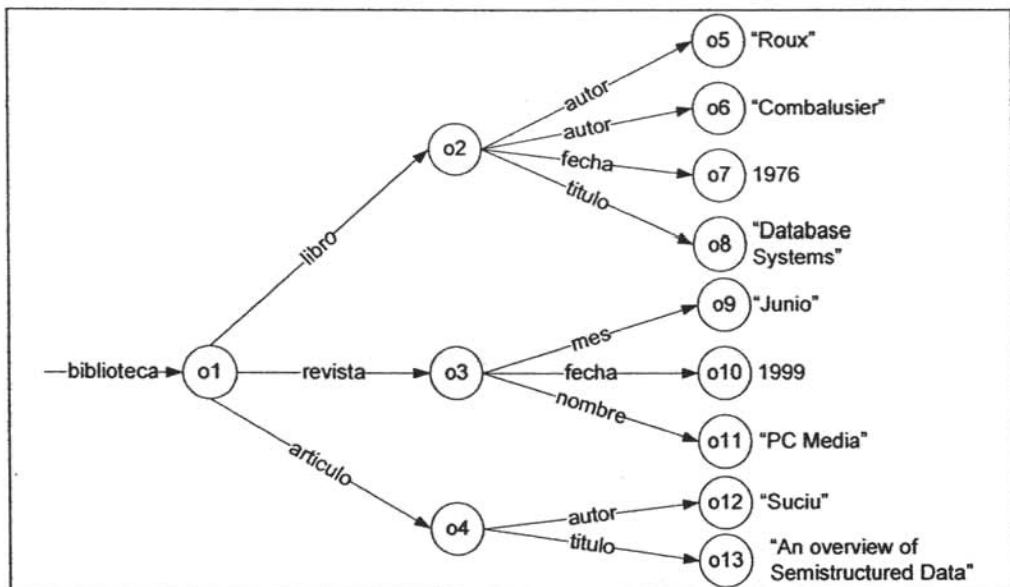 o5 "Roux"
autor
o6 "Combalusier"
autor
o2
fecha
o7 1976
titulo
o8 "Database
Systems"
libro
o9 "Junio"
mes
biblioteca o1 revista o3 fecha o10 1999
nombre
o11 "PC Media"
articulo
o12 "Suciu"
autor
o4
titulo
o13 "An overview of
Semistructured Data"